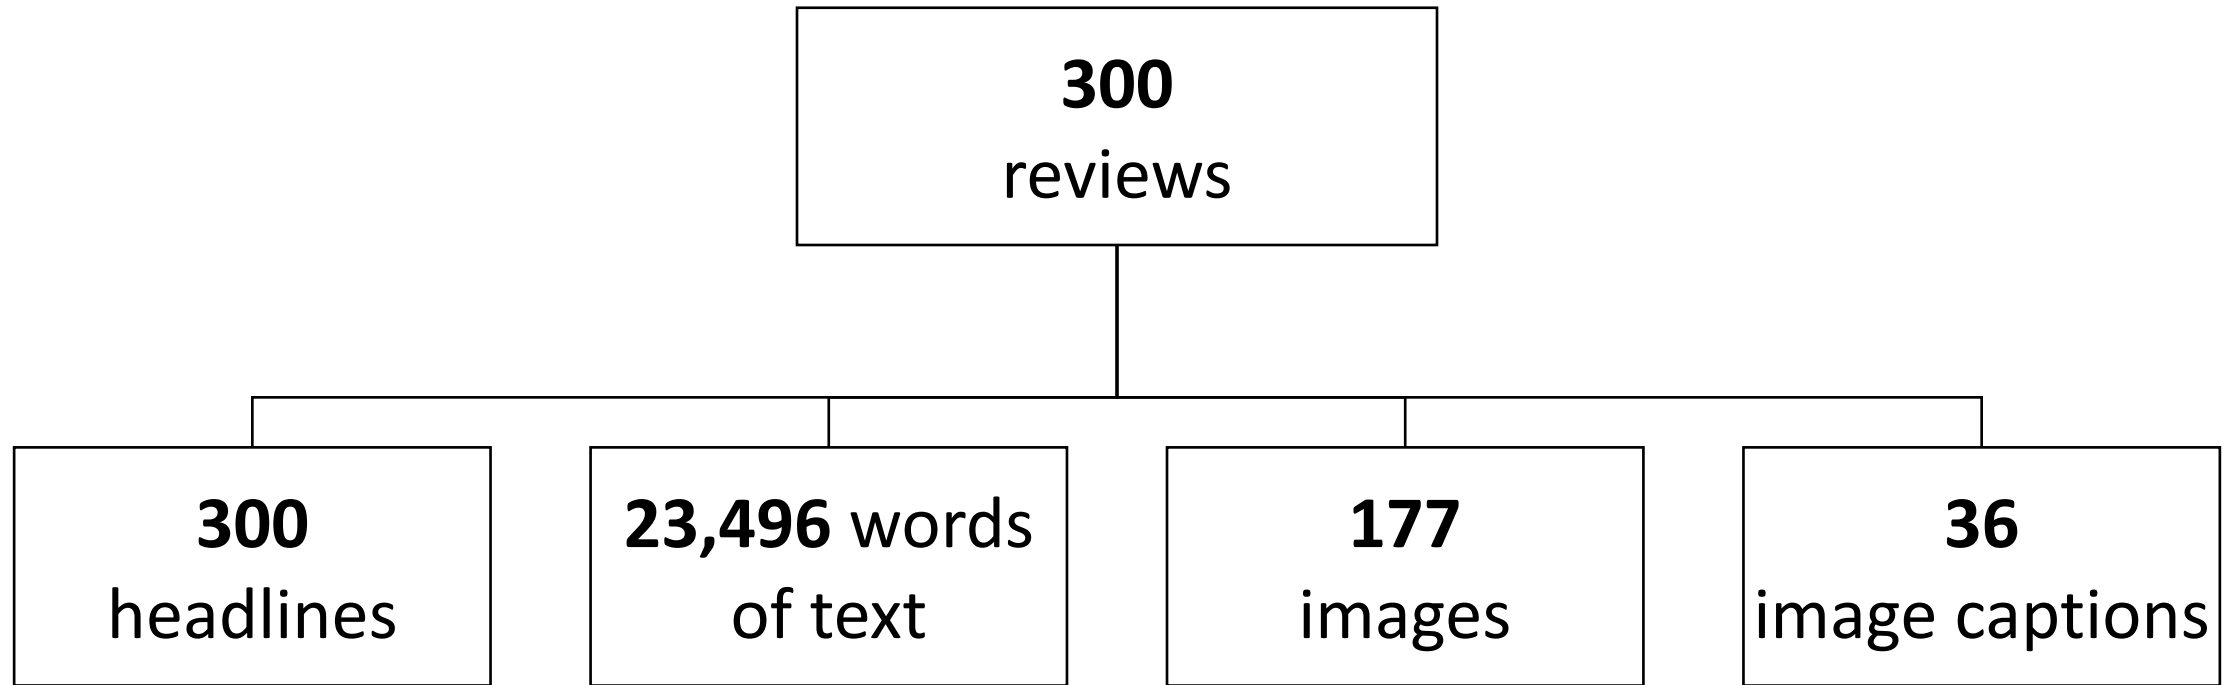 300
reviews
300
headlines
23,496 words
of text
177
images
36
image captions